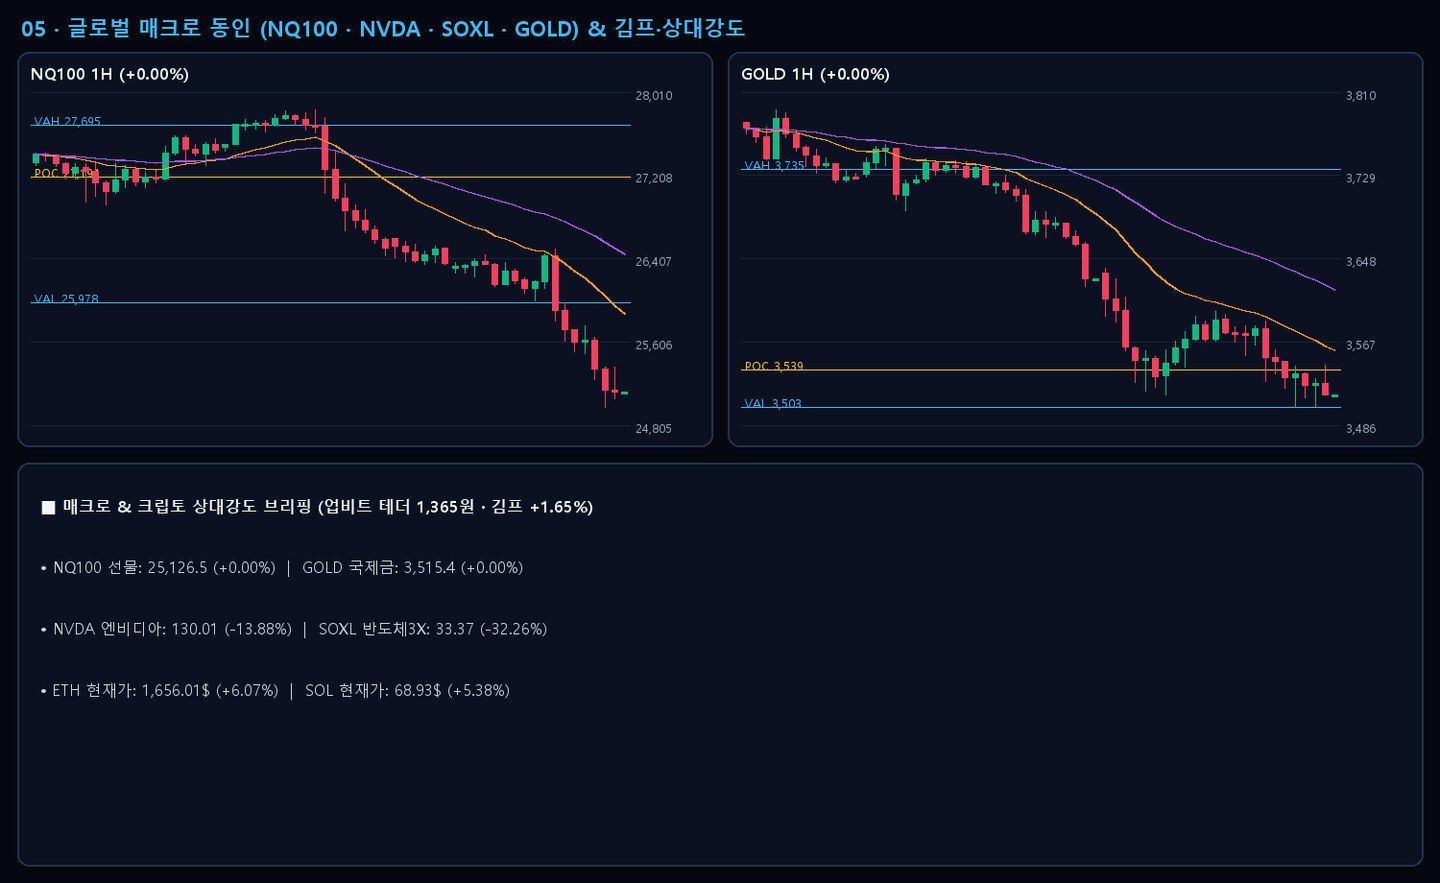 05 · 글로벌 매크로 동인 (NQ100 · NVDA · SOXL · GOLD) & 김프·상대강도
NQ100 1H (+0.00%)
28,010
VAH 27,695
POC
27,208
26,407
VAL 25,978
25,606
24,805
GOLD 1H (+0.00%)
3,810
VAH 3,735
3,729
3,648
3,567
POC 3,539
VAL 3,503
3,486
■ 매크로 & 크립토 상대강도 브리핑 (업비트 테더 1,365원 · 김프 +1.65%)
• NQ100 선물: 25,126.5 (+0.00%) | GOLD 국제금: 3,515.4 (+0.00%)
• NVDA 엔비디아: 130.01 (-13.88%) | SOXL 반도체3X: 33.37 (-32.26%)
• ETH 현재가: 1,656.01$ (+6.07%) | SOL 현재가: 68.93$ (+5.38%)